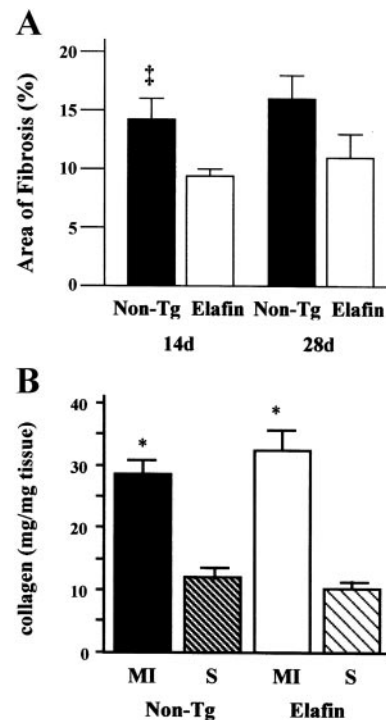 A
Area of Fibrosis (%)
20
15
10
5
0
‡
Non-Tg Elafin Non-Tg Elafin
14d 28d
B
collagen (mg/mg tissue)
40
30
20
10
0
* *
MI S MI S
Non-Tg Elafin